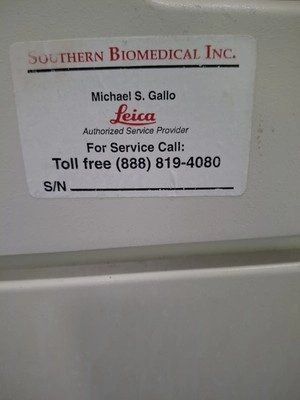 SOUTHERN BIOMEDICAL INC.
Michael S. Gallo
Leica
Authorized Service Provider
For Service Call:
Toll free (888) 819-4080
S/N